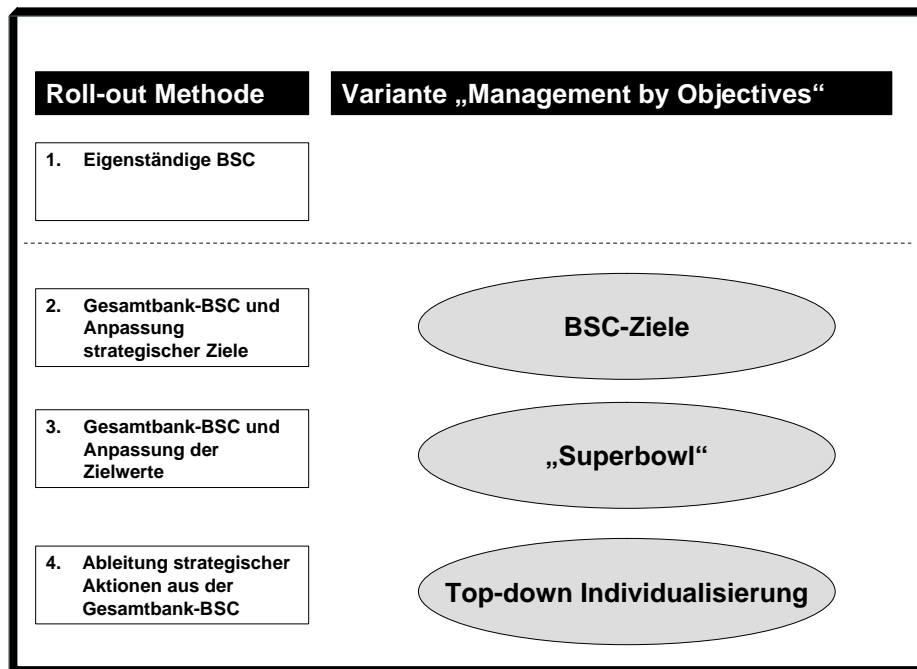 Roll-out Methode
Variante „Management by Objectives“
1. Eigenständige BSC
2. Gesamtbank-BSC und
Anpassung
strategischer Ziele
BSC-Ziele
3. Gesamtbank-BSC und
Anpassung der
Zielwerte
„Superbowl“
4. Ableitung strategischer
Aktionen aus der
Gesamtbank-BSC
Top-down Individualisierung